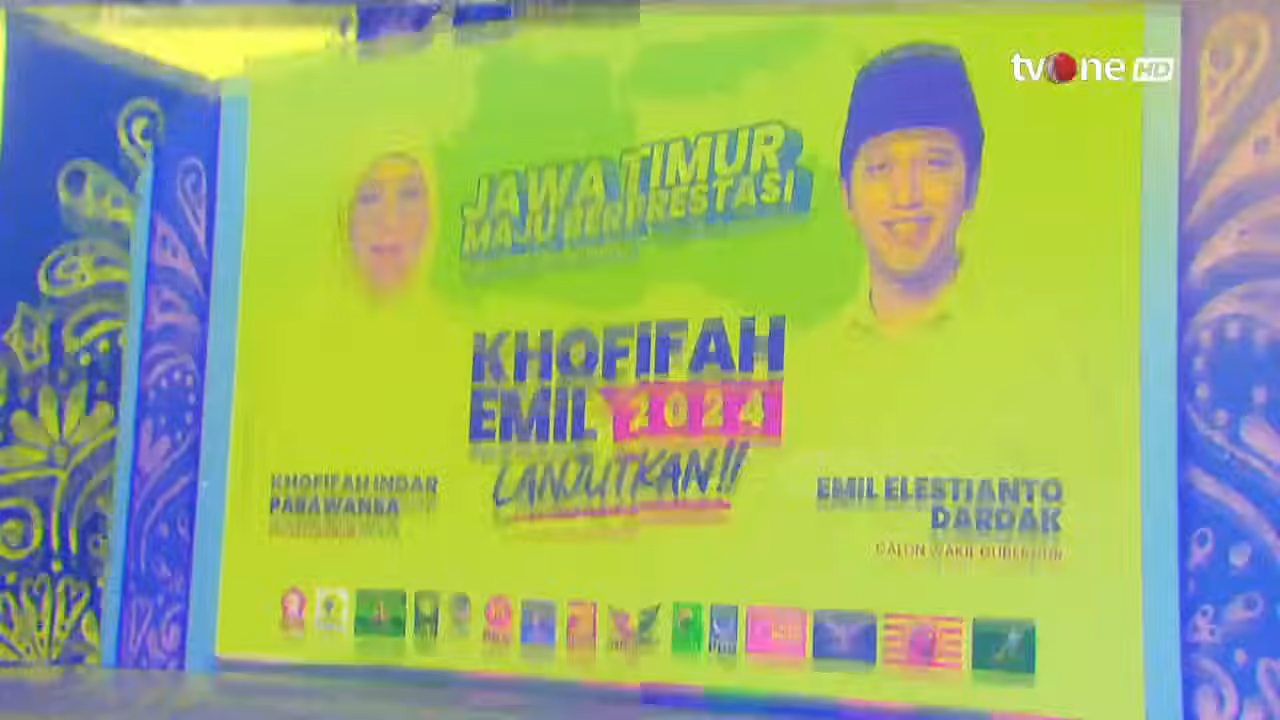 tvOne HD
JAWA TIMUR
MAJU BERPRESTASI
KHOFIFAH
EMIL 2024
LANJUTKAN!!
KHOFIFAH INDAR
PARAWANSA
EMIL ELESTIANTO
DARDAK
CALON WAKIL GUBERNUR